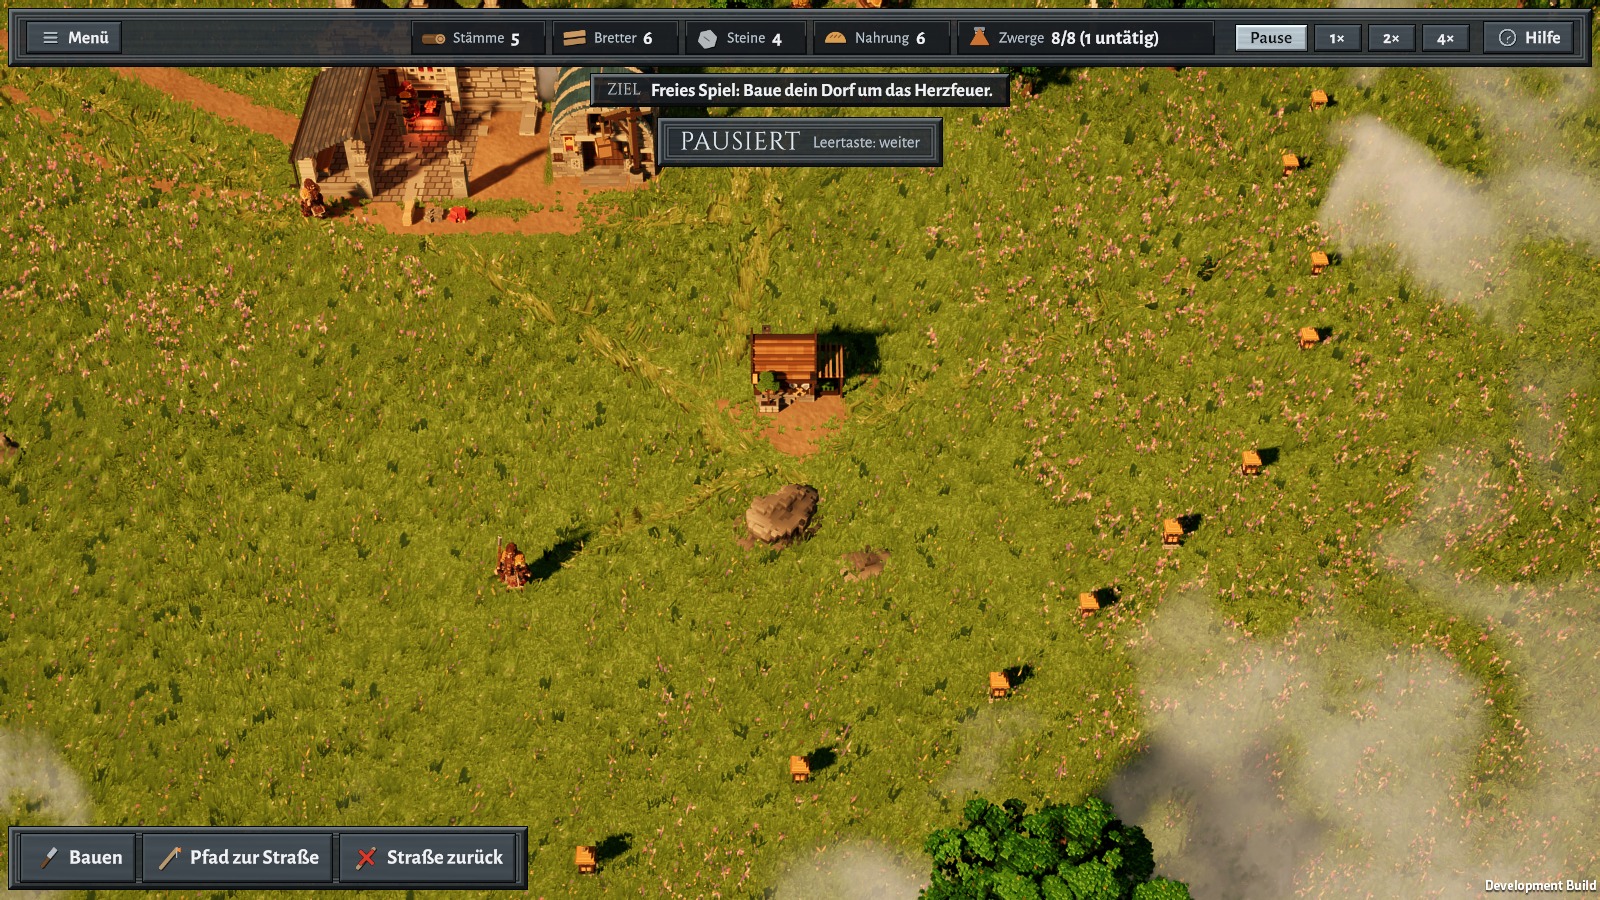 Menü
Stämme 5
Bretter 6
Steine 4
Nahrung 6
Zwerge 8/8 (1 untätig)
Pause
1×
2×
4×
Hilfe
ZIEL Freies Spiel: Baue dein Dorf um das Herzfeuer.
PAUSIERT Leertaste: weiter
Bauen
Pfad zur Straße
Straße zurück
Development Build